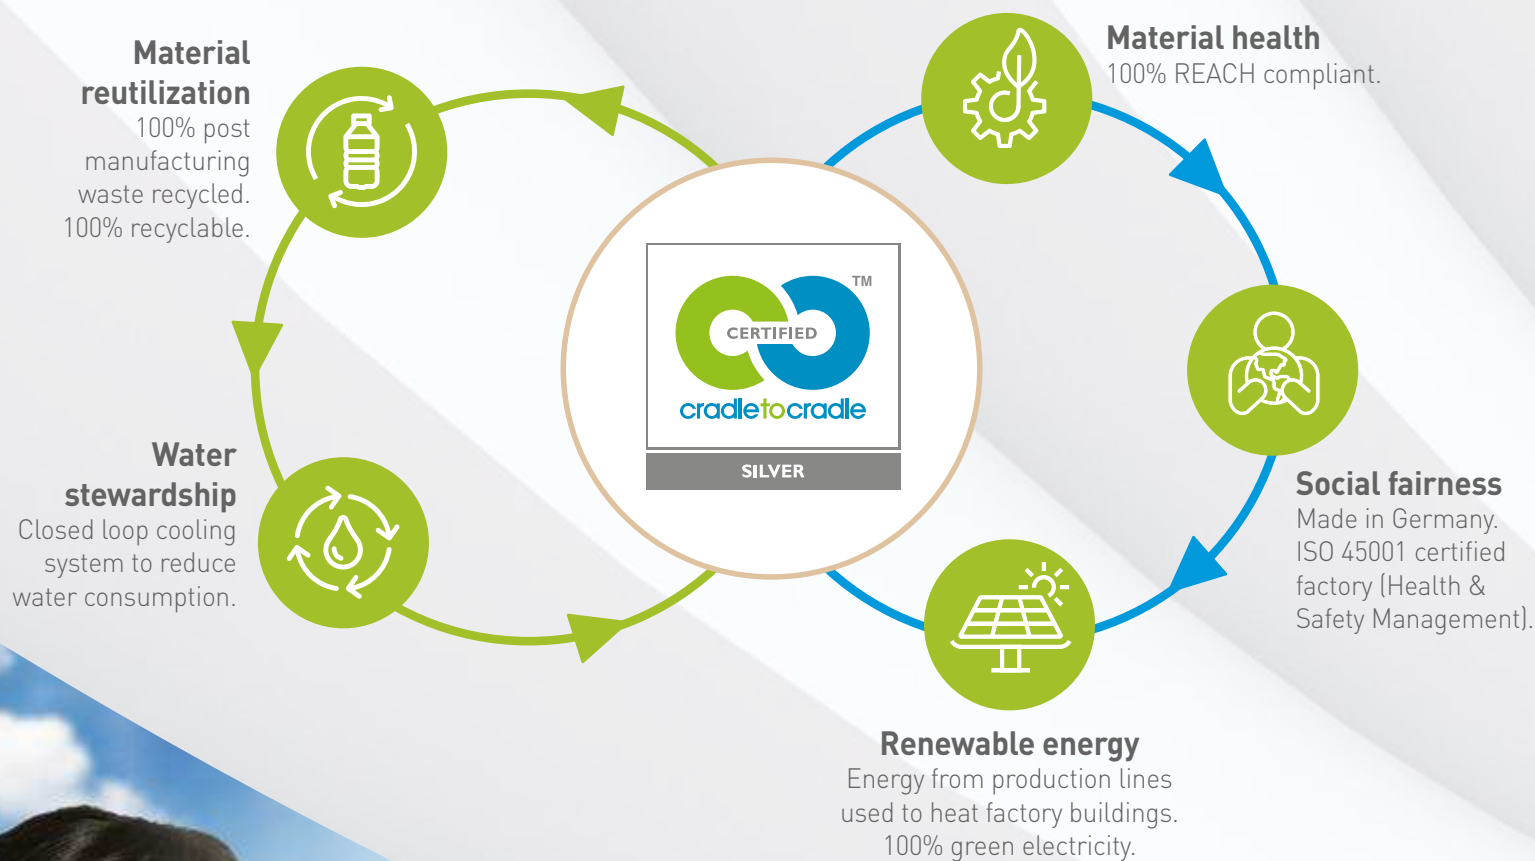 Material
reutilization
100% post
manufacturing
waste recycled.
100% recyclable.
Water
stewardship
Closed loop cooling
system to reduce
water consumption.
TM
CERTIFIED
cradletocradle
SILVER
Material health
100% REACH compliant.
Social fairness
Made in Germany.
ISO 45001 certified
factory (Health &
Safety Management).
Renewable energy
Energy from production lines
used to heat factory buildings.
100% green electricity.